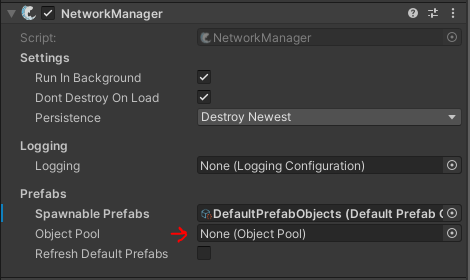 NetworkManager
Script: NetworkManager
Settings
Run In Background
Dont Destroy On Load
Persistence Destroy Newest
Logging
Logging None (Logging Configuration)
Prefabs
Spawnable Prefabs DefaultPrefabObjects (Default Prefab
Object Pool None (Object Pool)
Refresh Default Prefabs